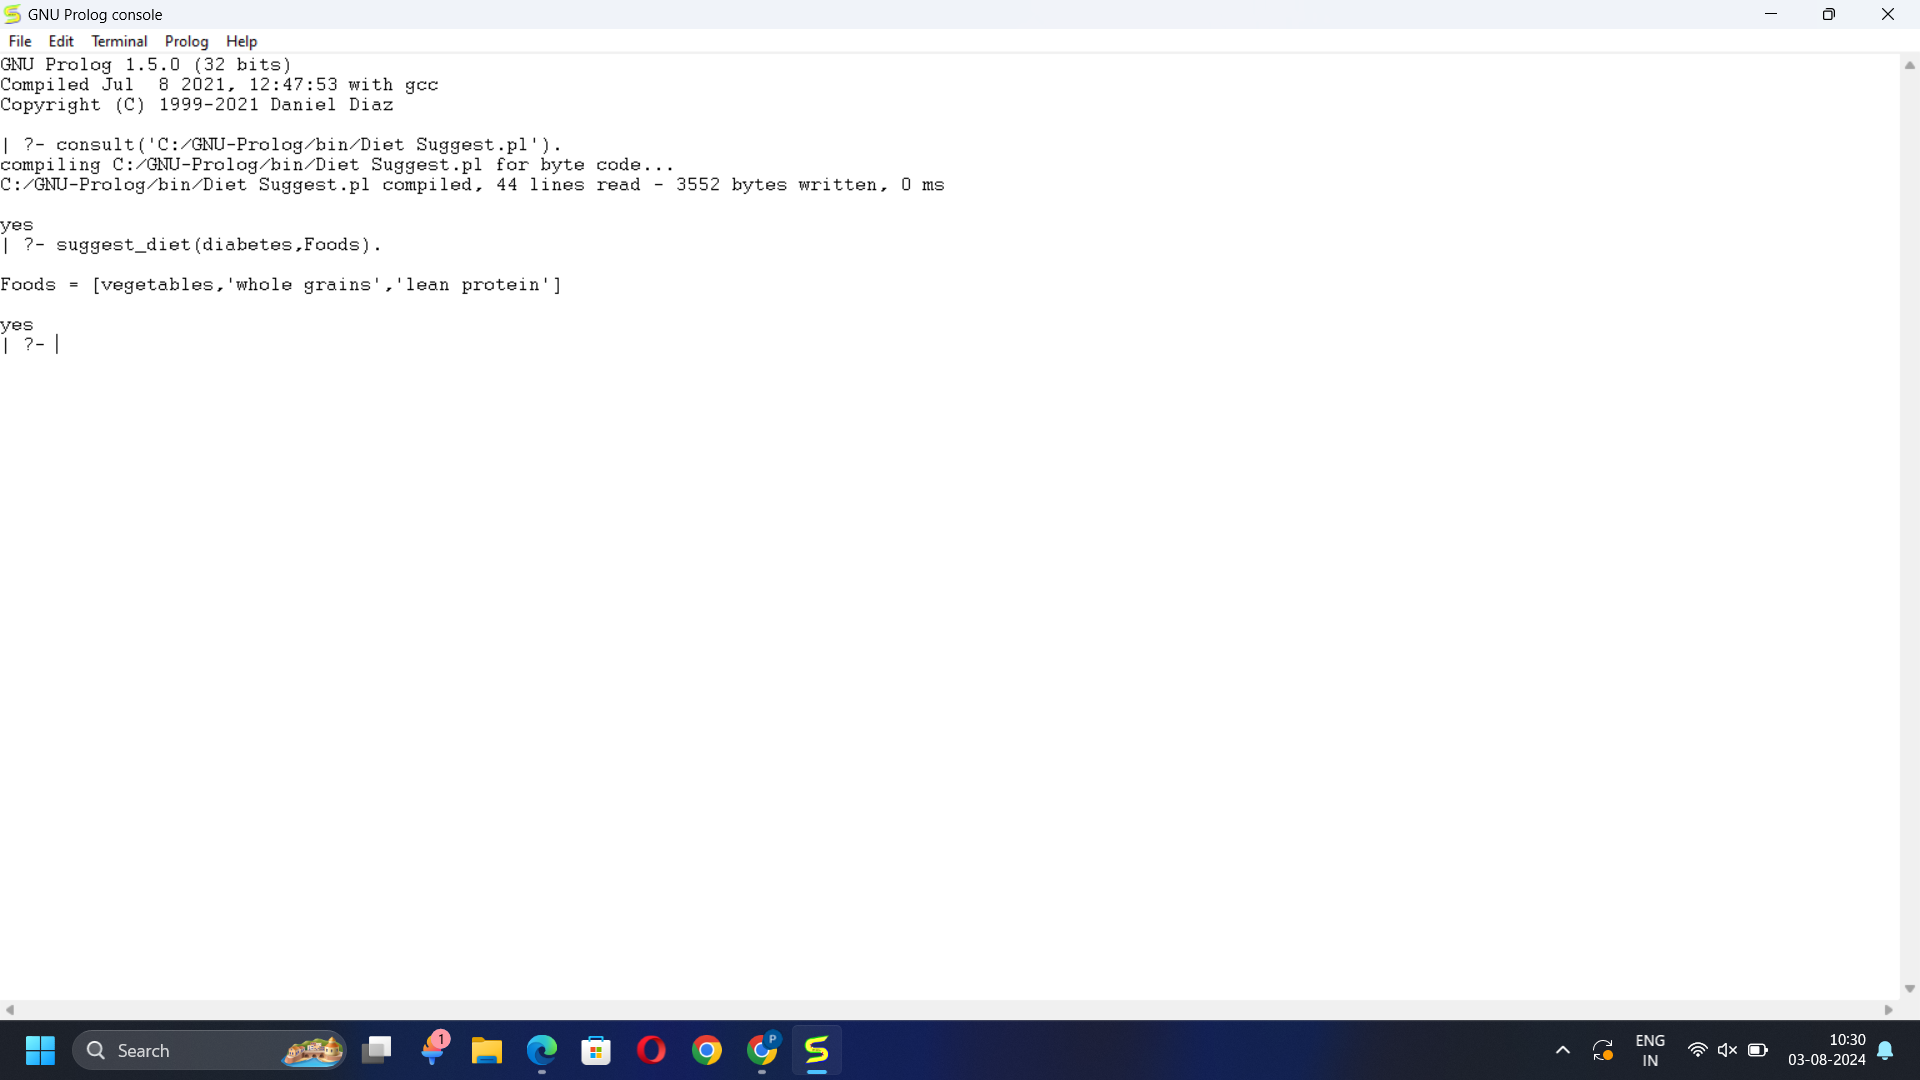 GNU Prolog console
File Edit Terminal Prolog Help
GNU Prolog 1.5.0 (32 bits)
Compiled Jul  8 2021, 12:47:53 with gcc
Copyright (C) 1999-2021 Daniel Diaz
| ?- consult('C:/GNU-Prolog/bin/Diet Suggest.pl').
compiling C:/GNU-Prolog/bin/Diet Suggest.pl for byte code...
C:/GNU-Prolog/bin/Diet Suggest.pl compiled, 44 lines read - 3552 bytes written, 0 ms
yes
| ?- suggest_diet(diabetes,Foods).
Foods = [vegetables,'whole grains','lean protein']
yes
| ?-
Search
1
P
ENG
IN
10:30
03-08-2024